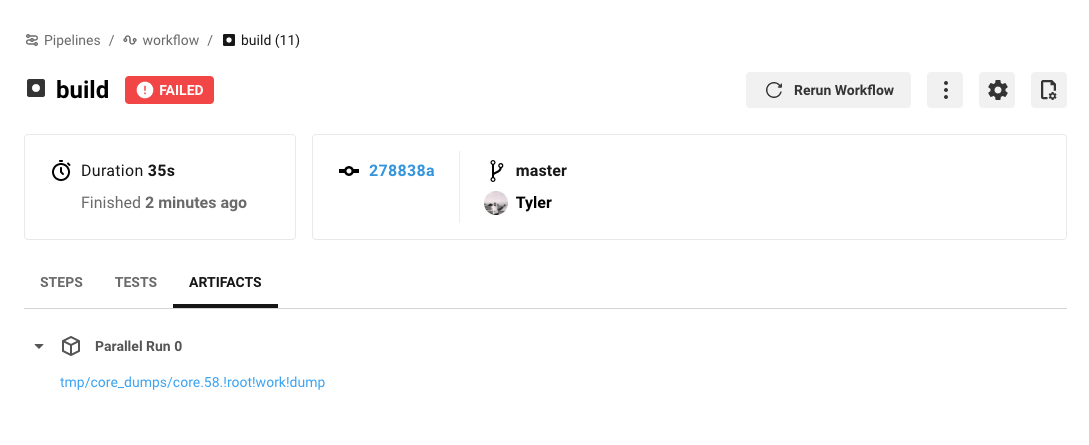 Pipelines / workflow / build (11)
build FAILED Rerun Workflow
Duration 35s
Finished 2 minutes ago
278838a
master
Tyler
STEPS TESTS ARTIFACTS
Parallel Run 0
tmp/core_dumps/core.58.!root!work!dump